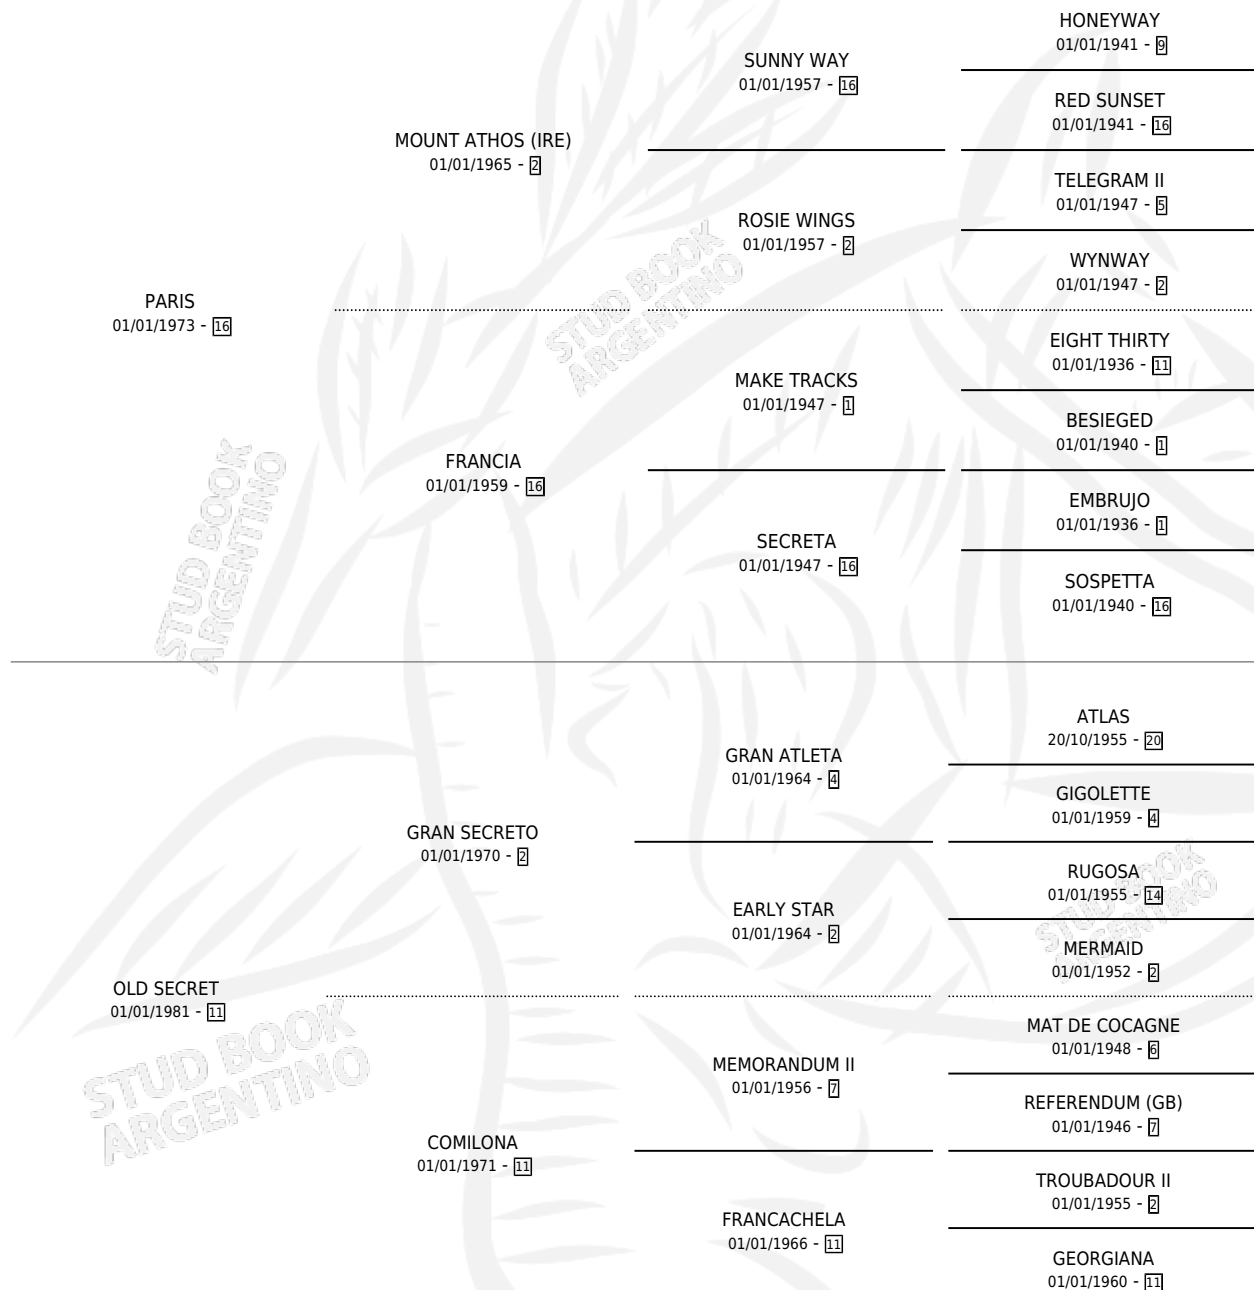 HONEYWAY
01/01/1941 - 9
SUNNY WAY
01/01/1957 - 16
RED SUNSET
01/01/1941 - 16
MOUNT ATHOS (IRE)
01/01/1965 - 2
TELEGRAM II
01/01/1947 - 5
ROSIE WINGS
01/01/1957 - 2
WYNWAY
01/01/1947 - 2
PARIS
01/01/1973 - 16
EIGHT THIRTY
01/01/1936 - 11
MAKE TRACKS
01/01/1947 - 1
BESIEGED
01/01/1940 - 1
FRANCIA
01/01/1959 - 16
EMBRUJO
01/01/1936 - 1
SECRETA
01/01/1947 - 16
SOSPETTA
01/01/1940 - 16
ATLAS
20/10/1955 - 20
GRAN ATLETA
01/01/1964 - 4
GIGOLETTE
01/01/1959 - 4
GRAN SECRETO
01/01/1970 - 2
RUGOSA
01/01/1955 - 14
EARLY STAR
01/01/1964 - 2
MERMAID
01/01/1952 - 2
OLD SECRET
01/01/1981 - 11
MAT DE COCAGNE
01/01/1948 - 6
MEMORANDUM II
01/01/1956 - 7
REFERENDUM (GB)
01/01/1946 - 7
COMILONA
01/01/1971 - 11
TROUBADOUR II
01/01/1955 - 2
FRANCACHELA
01/01/1966 - 11
GEORGIANA
01/01/1960 - 11
STUD BOOK
ARGENTINO
STUD BOOK
ARGENTINO
STUD BOOK
ARGENTINO
STUD BOOK
ARGENTINO